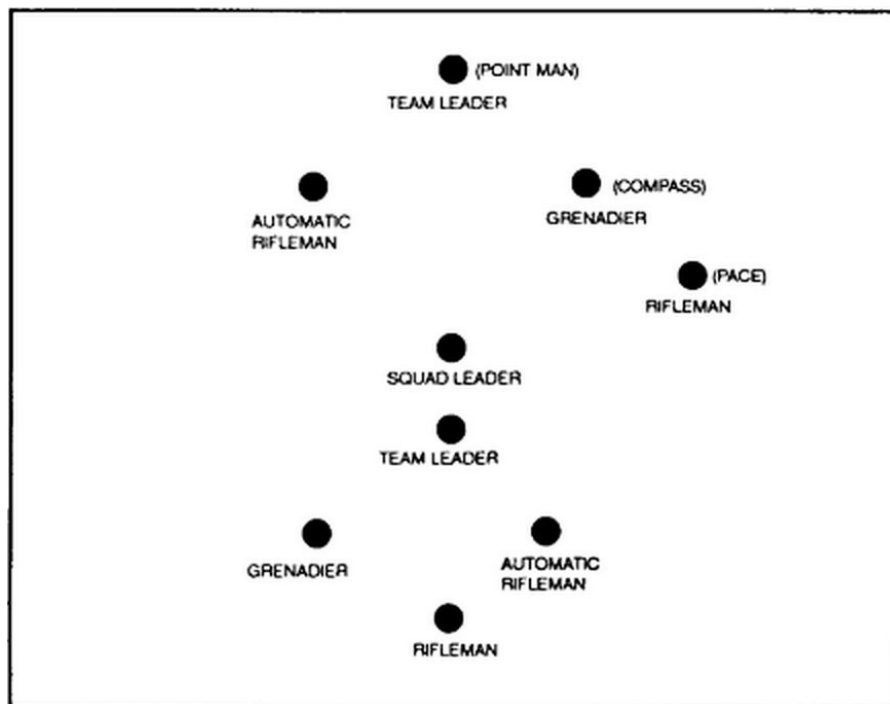 (POINT MAN)
TEAM LEADER
(COMPASS)
AUTOMATIC
RIFLEMAN
GRENADIER
(PACE)
RIFLEMAN
SQUAD LEADER
TEAM LEADER
GRENADIER
AUTOMATIC
RIFLEMAN
RIFLEMAN